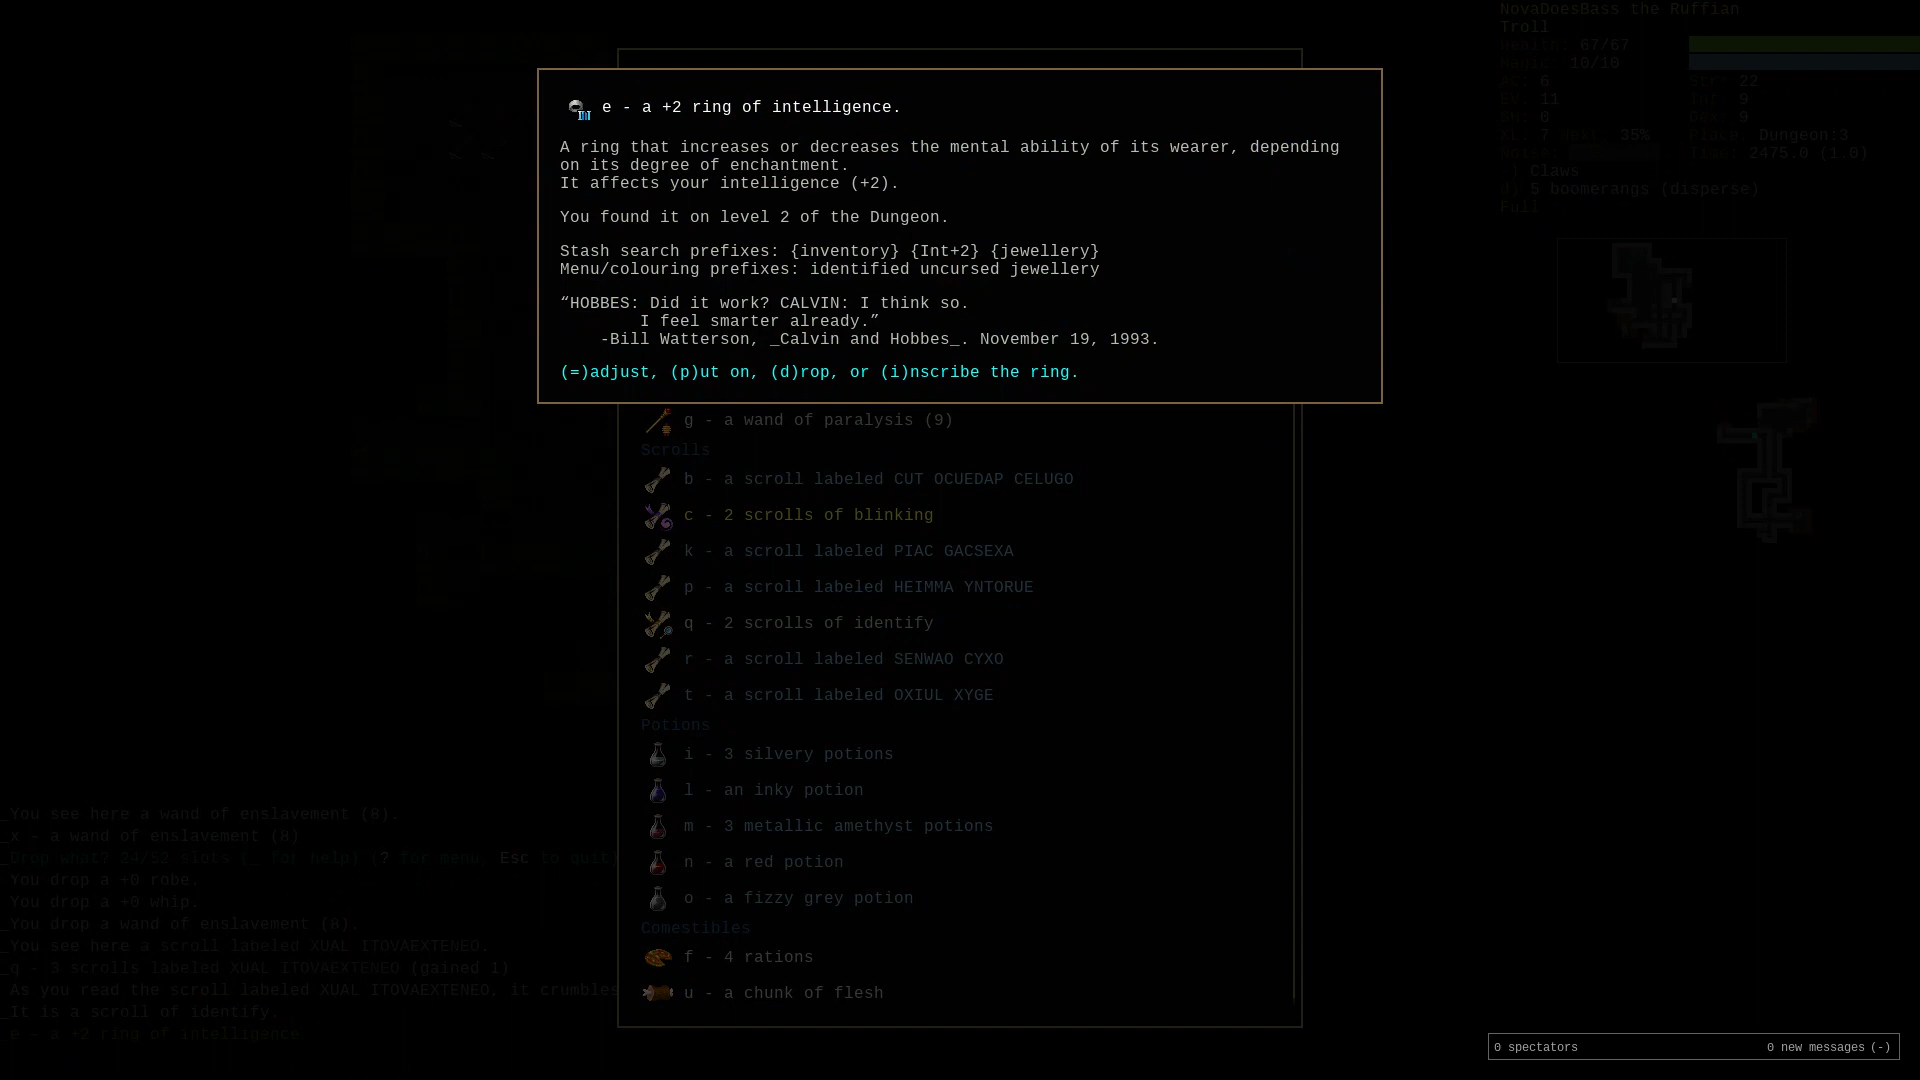 NovaDoesBass the Ruffian
Troll
Health: 67/67
Magic: 10/10
AC: 6 Str: 22
EV: 11 Int: 9
SH: 0 Dex: 9
XL: 7 Next: 35% Place: Dungeon:3
Noise: Time: 2475.0 (1.0)
) Claws
5 boomerangs (disperse)
Full
e - a +2 ring of intelligence.
A ring that increases or decreases the mental ability of its wearer, depending
on its degree of enchantment.
It affects your intelligence (+2).
You found it on level 2 of the Dungeon.
Stash search prefixes: {inventory} {Int+2} {jewellery}
Menu/colouring prefixes: identified uncursed jewellery
“HOBBES: Did it work? CALVIN: I think so.
I feel smarter already.”
-Bill Watterson, _Calvin and Hobbes_. November 19, 1993.
(=)adjust, (p)ut on, (d)rop, or (i)nscribe the ring.
g - a wand of paralysis (9)
Scrolls
b - a scroll labeled CUT OCUEDAP CELUGO
c - 2 scrolls of blinking
k - a scroll labeled PIAC GACSEXA
p - a scroll labeled HEIMMA YNTORUE
q - 2 scrolls of identify
r - a scroll labeled SENWAO CYXO
t - a scroll labeled OXIUL XYGE
Potions
i - 3 silvery potions
l - an inky potion
m - 3 metallic amethyst potions
n - a red potion
o - a fizzy grey potion
Comestibles
f - 4 rations
u - a chunk of flesh
_You see here a wand of enslavement (8).
_x - a wand of enslavement (8)
_Drop what? 24/52 slots (_ for help) (? for menu, Esc to quit)
You drop a +0 robe.
You drop a +0 whip.
_You drop a wand of enslavement (8).
_You see here a scroll labeled XUAL ITOVAEXTENEO.
_q - 3 scrolls labeled XUAL ITOVAEXTENEO (gained 1)
As you read the scroll labeled XUAL ITOVAEXTENEO, it crumbles
_It is a scroll of identify.
_e - a +2 ring of intelligence
0 spectators 0 new messages (-)